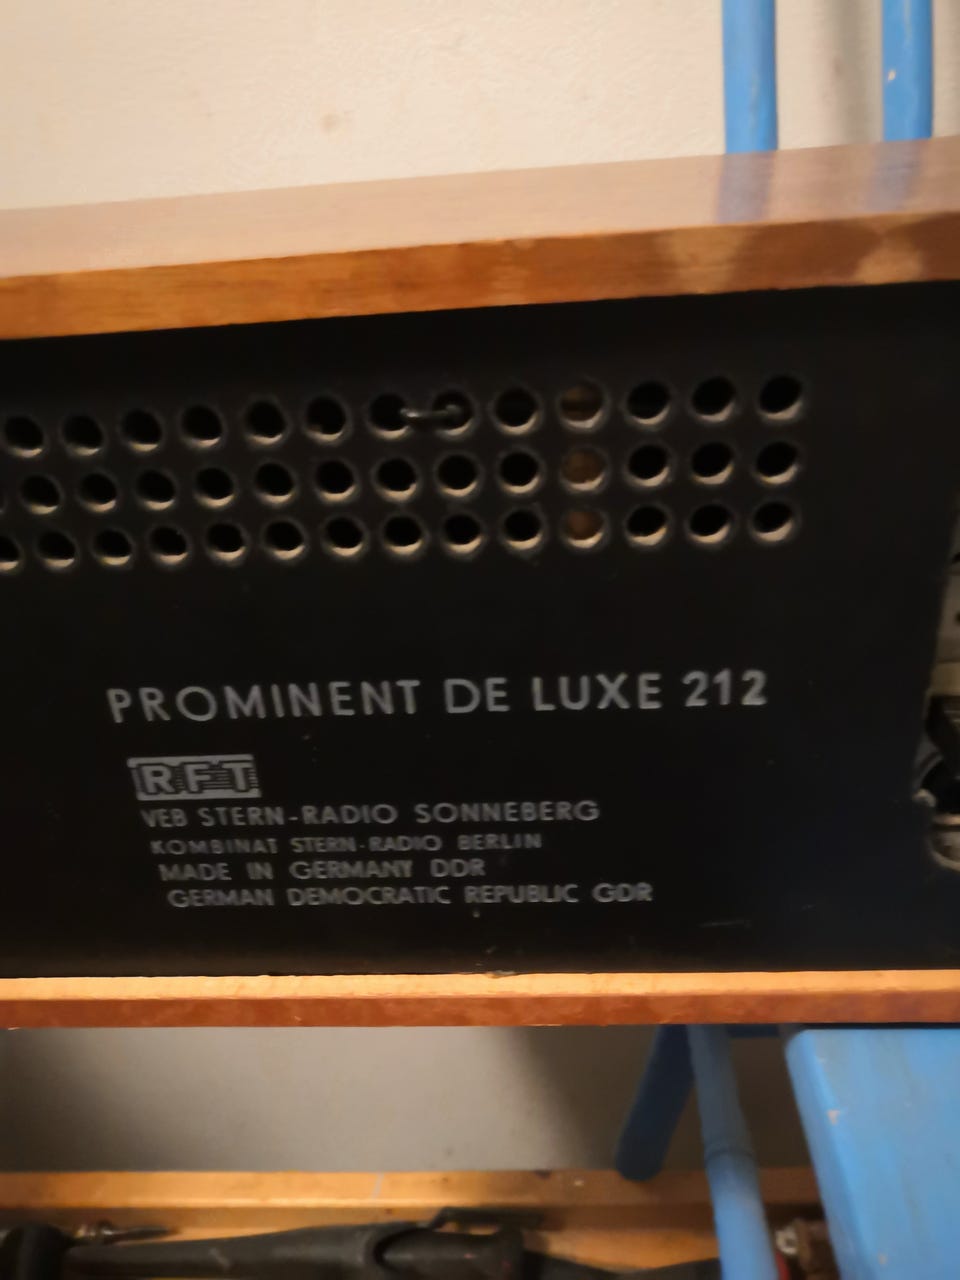 PROMINENT DE LUXE 212
RFT
VEB STERN-RADIO SONNEBERG
KOMBINAT STERN-RADIO BERLIN
MADE IN GERMANY DDR
GERMAN DEMOCRATIC REPUBLIC GDR